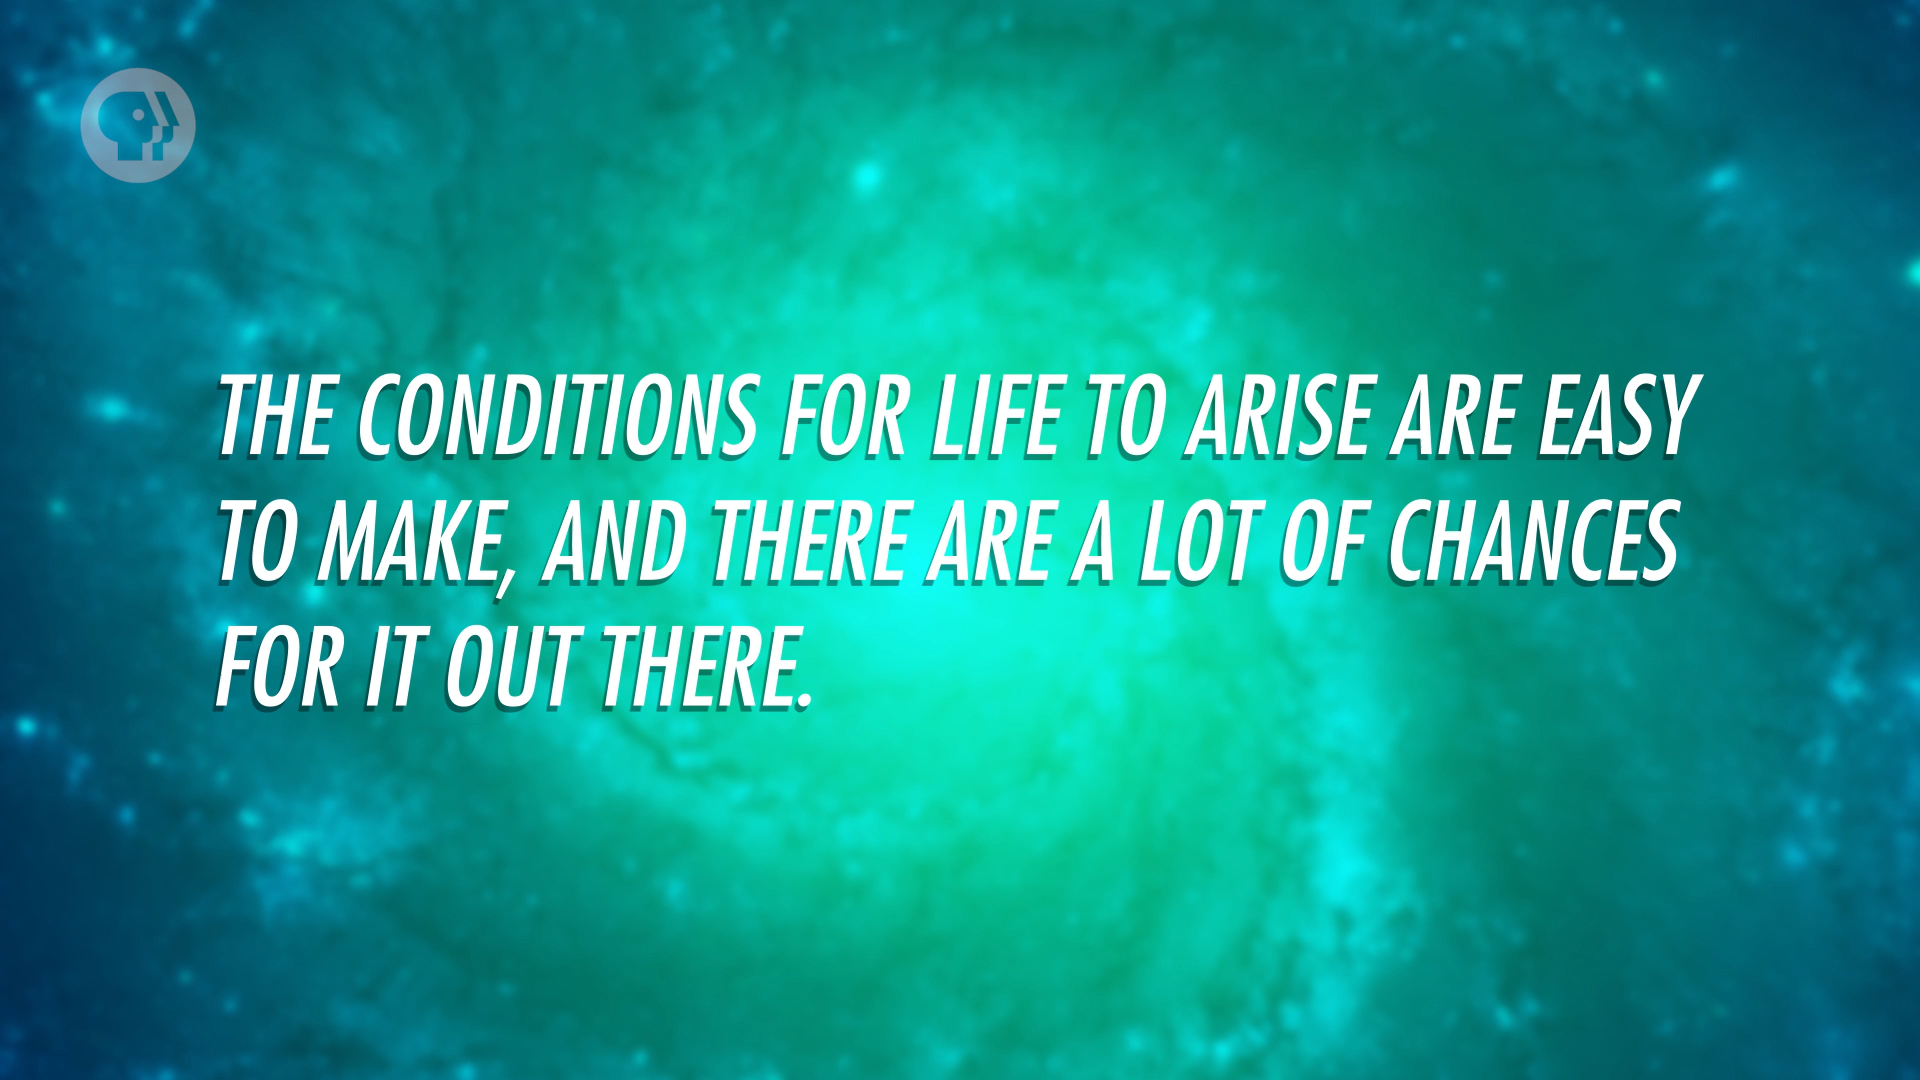 THE CONDITIONS FOR LIFE TO ARISE ARE EASY
TO MAKE, AND THERE ARE A LOT OF CHANCES
FOR IT OUT THERE.